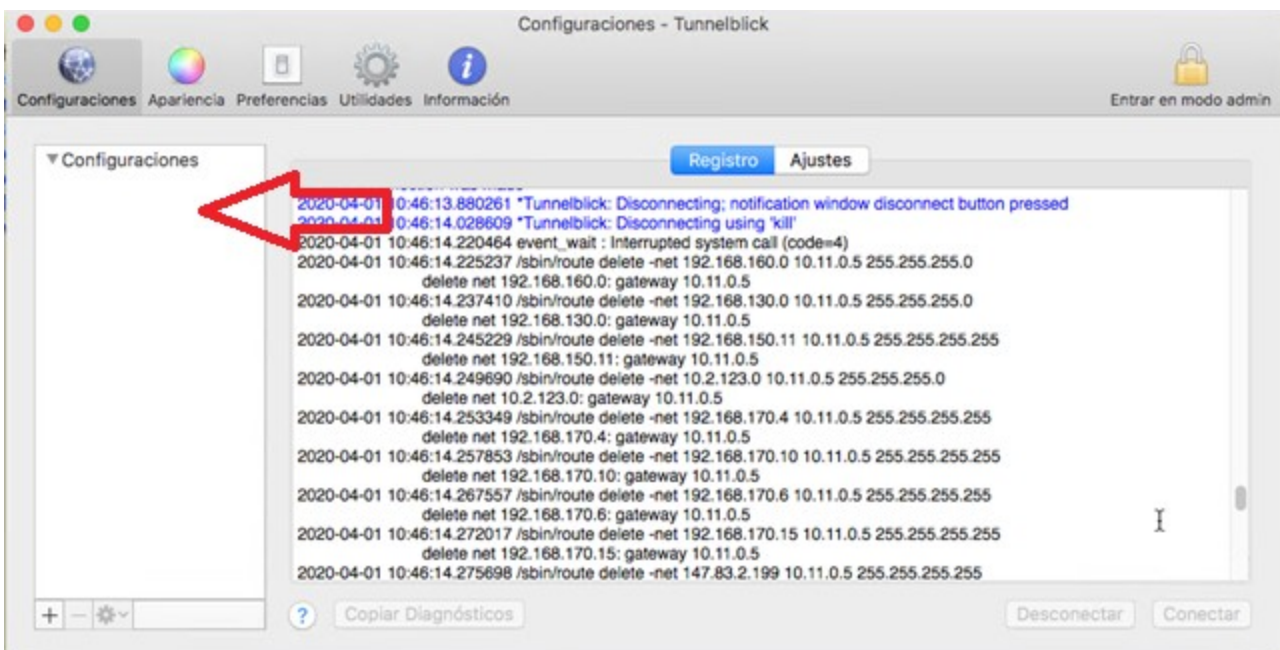 Configuraciones - Tunnelblick
Configuraciones Apariencia Preferencias Utilidades Información Entrar en modo admin
▼Configuraciones
Registro Ajustes
2020-04-01 10:46:13.880261 *Tunnelblick: Disconnecting; notification window disconnect button pressed
2020-04-01 10:46:14.028609 *Tunnelblick: Disconnecting using 'kill'
2020-04-01 10:46:14.220464 event_wait : Interrupted system call (code=4)
2020-04-01 10:46:14.225237 /sbin/route delete -net 192.168.160.0 10.11.0.5 255.255.255.0
delete net 192.168.160.0: gateway 10.11.0.5
2020-04-01 10:46:14.237410 /sbin/route delete -net 192.168.130.0 10.11.0.5 255.255.255.0
delete net 192.168.130.0: gateway 10.11.0.5
2020-04-01 10:46:14.245229 /sbin/route delete -net 192.168.150.11 10.11.0.5 255.255.255.255
delete net 192.168.150.11: gateway 10.11.0.5
2020-04-01 10:46:14.249690 /sbin/route delete -net 10.2.123.0 10.11.0.5 255.255.255.0
delete net 10.2.123.0: gateway 10.11.0.5
2020-04-01 10:46:14.253349 /sbin/route delete -net 192.168.170.4 10.11.0.5 255.255.255.255
delete net 192.168.170.4: gateway 10.11.0.5
2020-04-01 10:46:14.257853 /sbin/route delete -net 192.168.170.10 10.11.0.5 255.255.255.255
delete net 192.168.170.10: gateway 10.11.0.5
2020-04-01 10:46:14.267557 /sbin/route delete -net 192.168.170.6 10.11.0.5 255.255.255.255
delete net 192.168.170.6: gateway 10.11.0.5
2020-04-01 10:46:14.272017 /sbin/route delete -net 192.168.170.15 10.11.0.5 255.255.255.255
delete net 192.168.170.15: gateway 10.11.0.5
2020-04-01 10:46:14.275698 /sbin/route delete -net 147.83.2.199 10.11.0.5 255.255.255.255
? Copiar Diagnósticos Desconectar Conectar